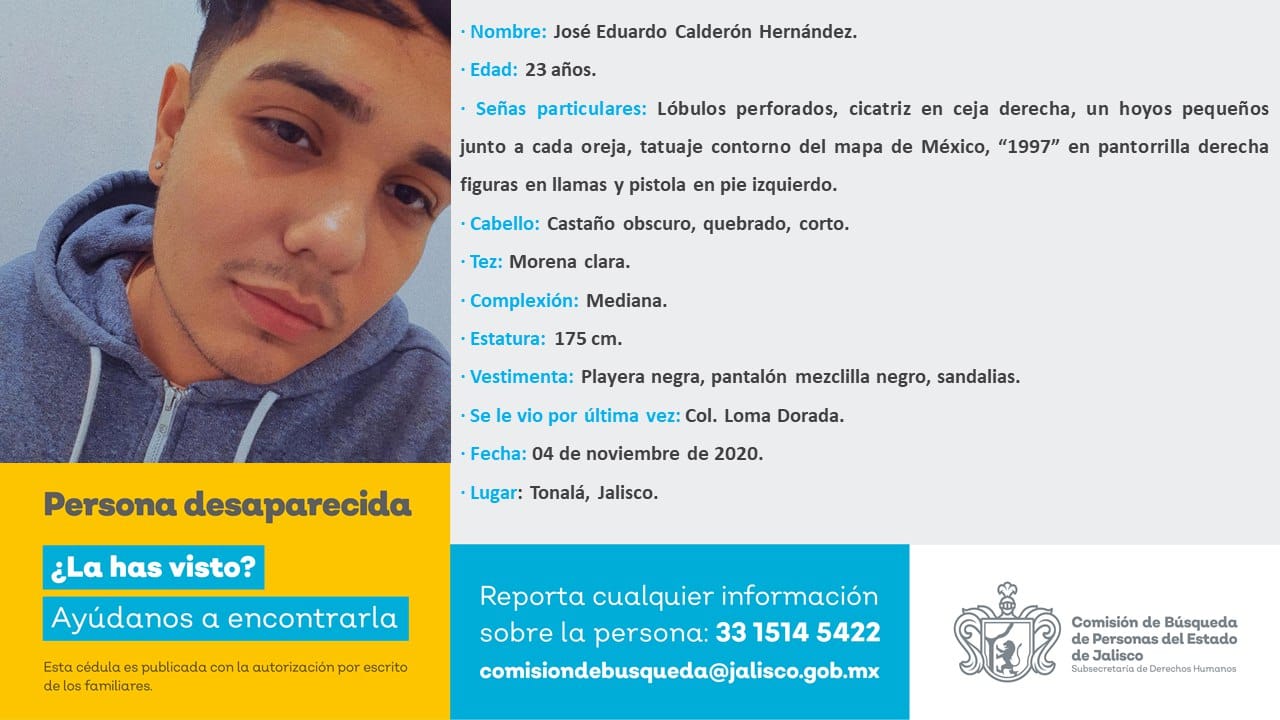 · Nombre: José Eduardo Calderón Hernández.
· Edad: 23 años.
· Señas particulares: Lóbulos perforados, cicatriz en ceja derecha, un hoyos pequeños
junto a cada oreja, tatuaje contorno del mapa de México, “1997” en pantorrilla derecha
figuras en llamas y pistola en pie izquierdo.
· Cabello: Castaño obscuro, quebrado, corto.
· Tez: Morena clara.
· Complexión: Mediana.
· Estatura: 175 cm.
· Vestimenta: Playera negra, pantalón mezclilla negro, sandalias.
· Se le vio por última vez: Col. Loma Dorada.
· Fecha: 04 de noviembre de 2020.
· Lugar: Tonalá, Jalisco.
Persona desaparecida
¿La has visto?
Ayúdanos a encontrarla
Esta cédula es publicada con la autorización por escrito
de los familiares.
Reporta cualquier información
sobre la persona: 33 1514 5422
comisiondebusqueda@jalisco.gob.mx
Comisión de Búsqueda
de Personas del Estado
de Jalisco
Subsecretaría de Derechos Humanos